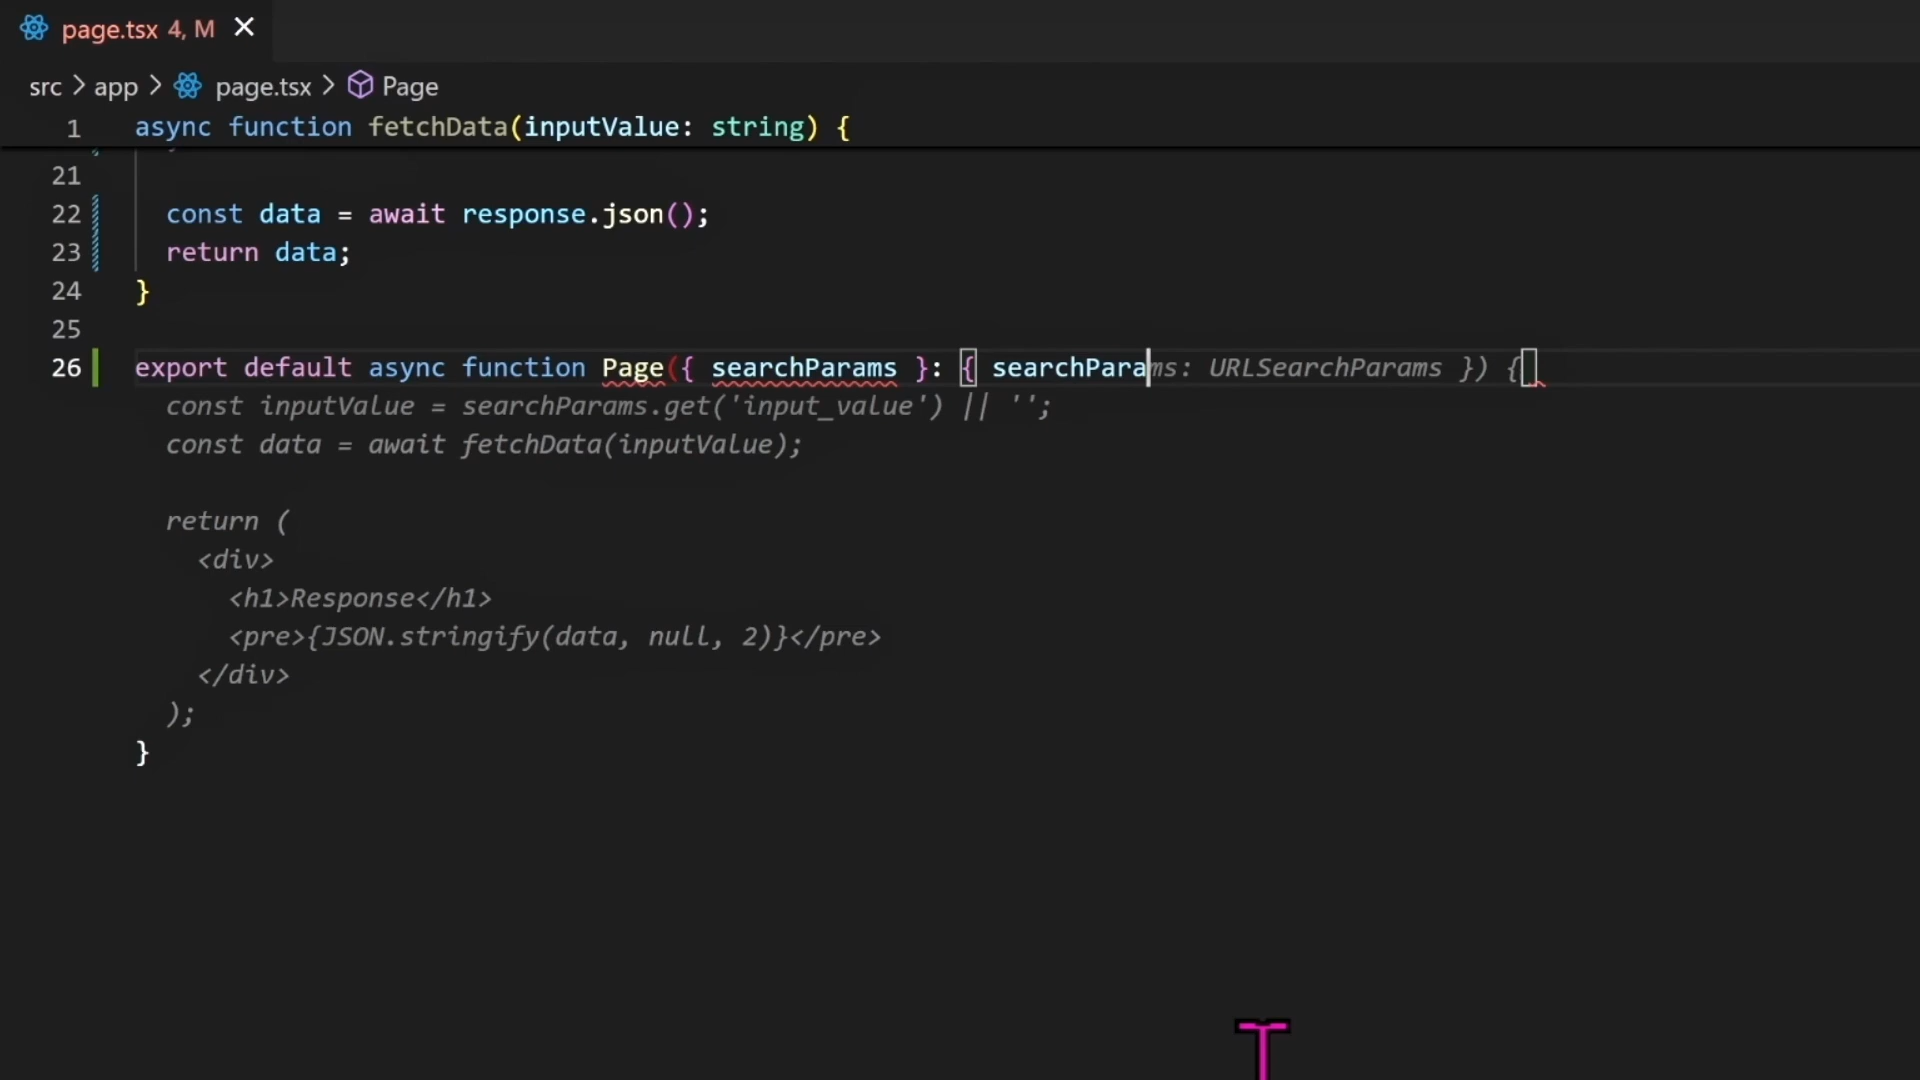 page.tsx 4, M
src > app > page.tsx > Page
1 async function fetchData(inputValue: string) {
21
22 const data = await response.json();
23 return data;
24 }
25
26 export default async function Page({ searchParams }: { searchParams: URLSearchParams }) {
const inputValue = searchParams.get('input_value') || '';
const data = await fetchData(inputValue);
return (
<div>
<h1>Response</h1>
<pre>{JSON.stringify(data, null, 2)}</pre>
</div>
);
}